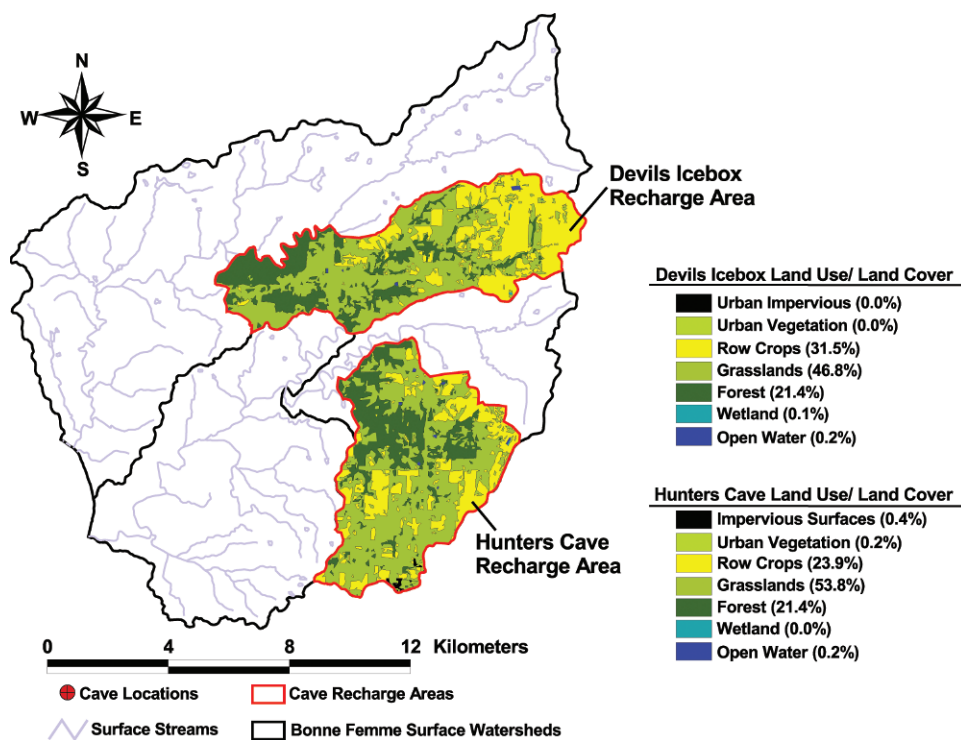 N
W
E
S
Devils Icebox
Recharge Area
Hunters Cave
Recharge Area
Devils Icebox Land Use/ Land Cover
Urban Impervious (0.0%)
Urban Vegetation (0.0%)
Row Crops (31.5%)
Grasslands (46.8%)
Forest (21.4%)
Wetland (0.1%)
Open Water (0.2%)
Hunters Cave Land Use/ Land Cover
Impervious Surfaces (0.4%)
Urban Vegetation (0.2%)
Row Crops (23.9%)
Grasslands (53.8%)
Forest (21.4%)
Wetland (0.0%)
Open Water (0.2%)
0 4 8 12 Kilometers
Cave Locations
Cave Recharge Areas
Surface Streams
Bonne Femme Surface Watersheds